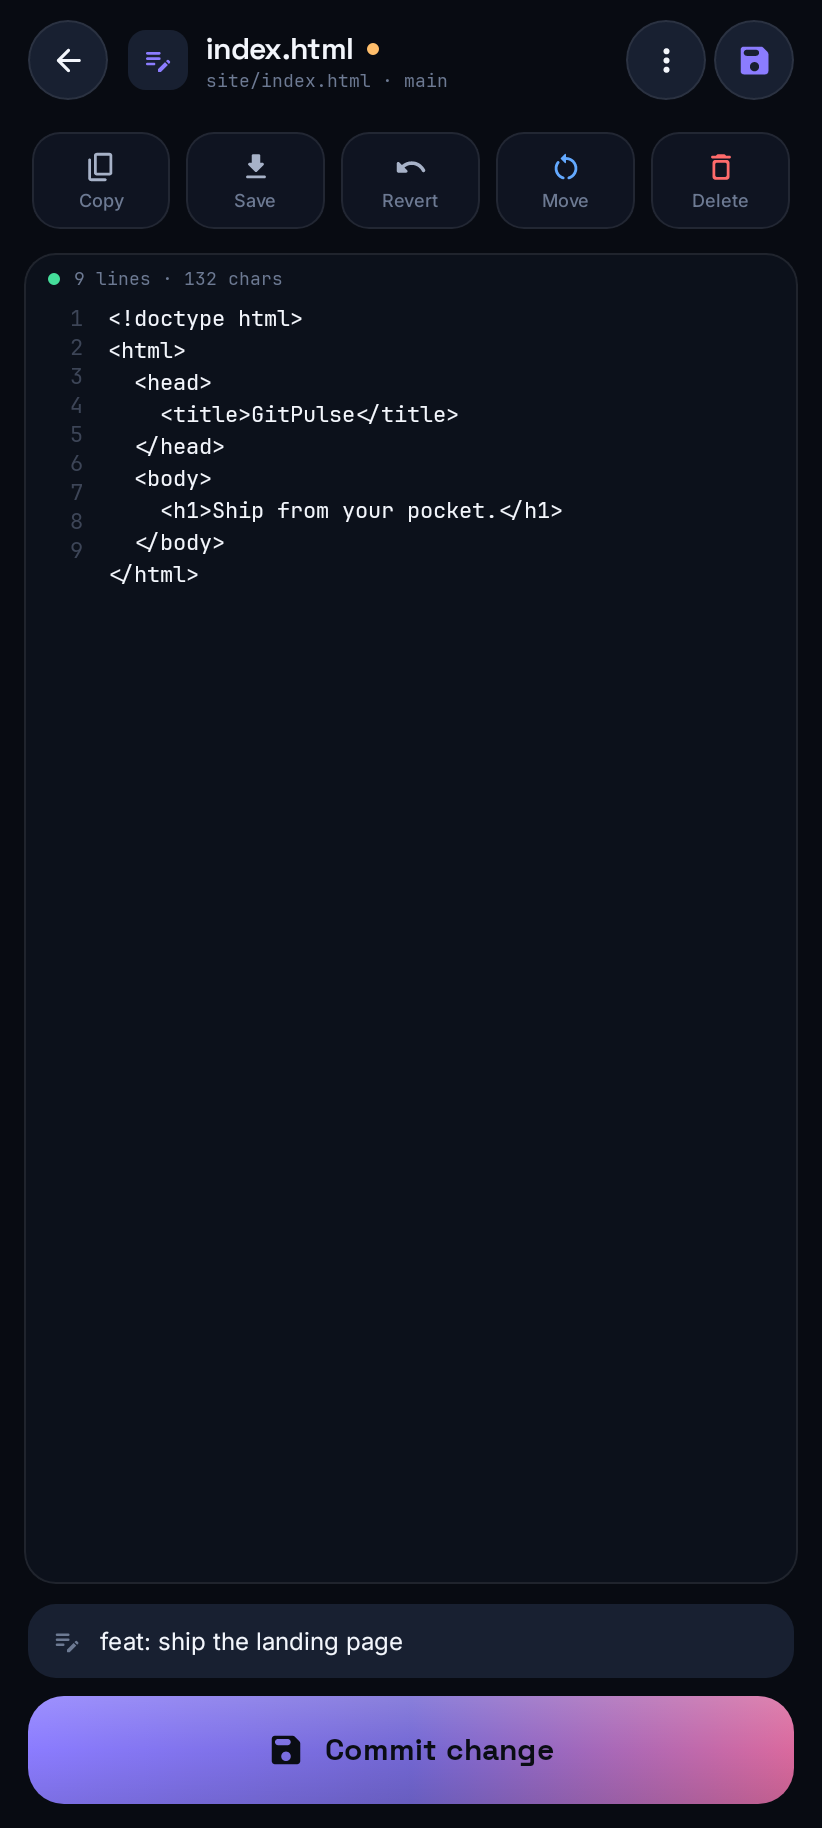 index.html
site/index.html · main
Copy Save Revert Move Delete
9 lines · 132 chars
1 <!doctype html>
2 <html>
3   <head>
4     <title>GitPulse</title>
5   </head>
6   <body>
7     <h1>Ship from your pocket.</h1>
8   </body>
9 </html>
feat: ship the landing page
Commit change